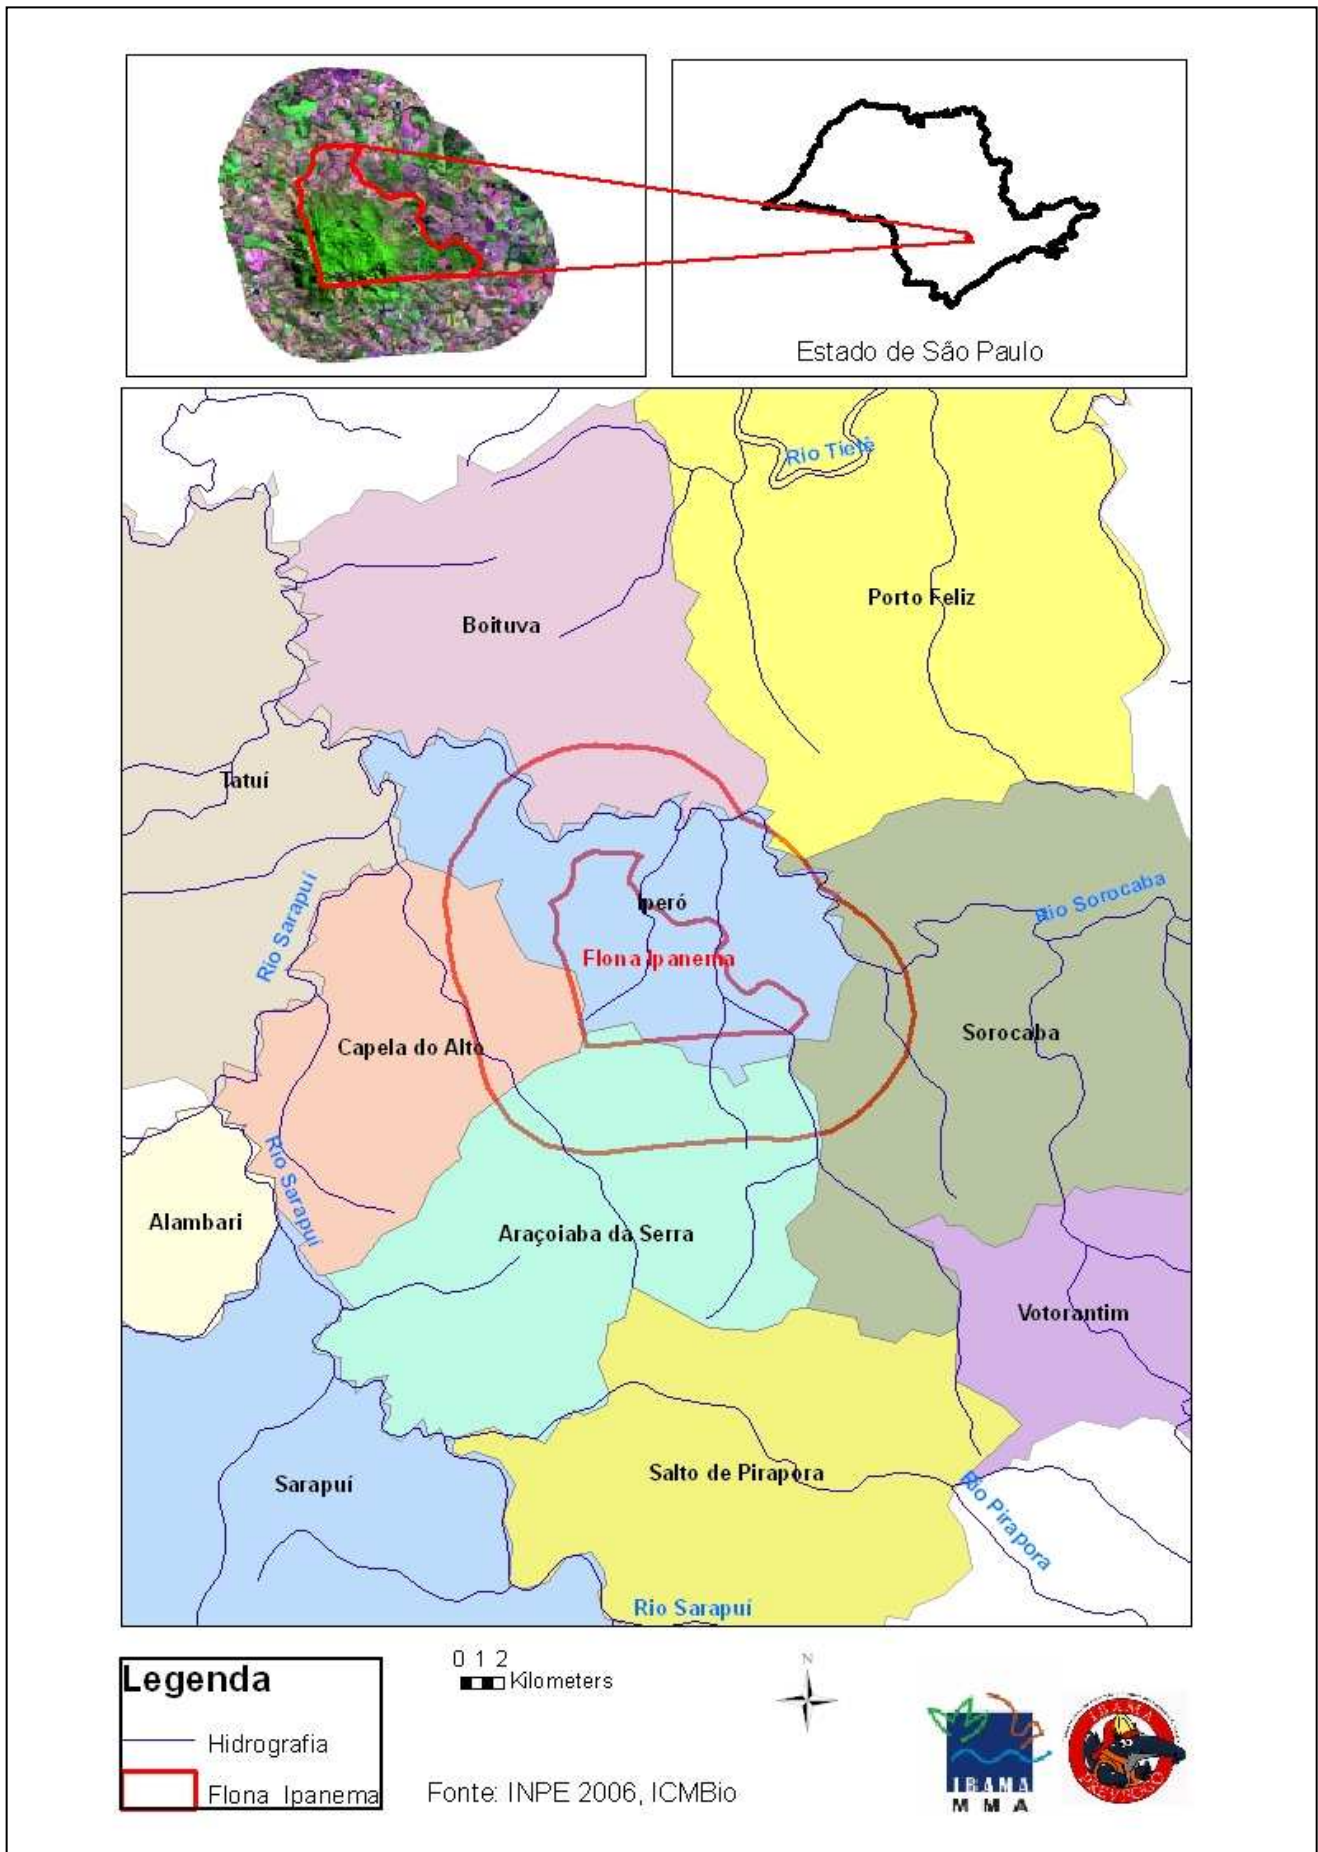 Estado de São Paulo
Rio Tietê
Porto Feliz
Boituva
Tatuí
Rio Sarapuí
Iperó
Rio Sorocaba
Flona Ipanema
Sorocaba
Capela do Alto
Rio Sarapuí
Alambari
Araçoiaba da Serra
Votorantim
Salto de Pirapora
Sarapuí
Rio Pirapora
Rio Sarapuí
Legenda
Hidrografia
Flona Ipanema
0 1 2
Kilometers
N
Fonte: INPE 2006, ICMBio
IBAMA
M M A
IBAMA
PREVFOGO